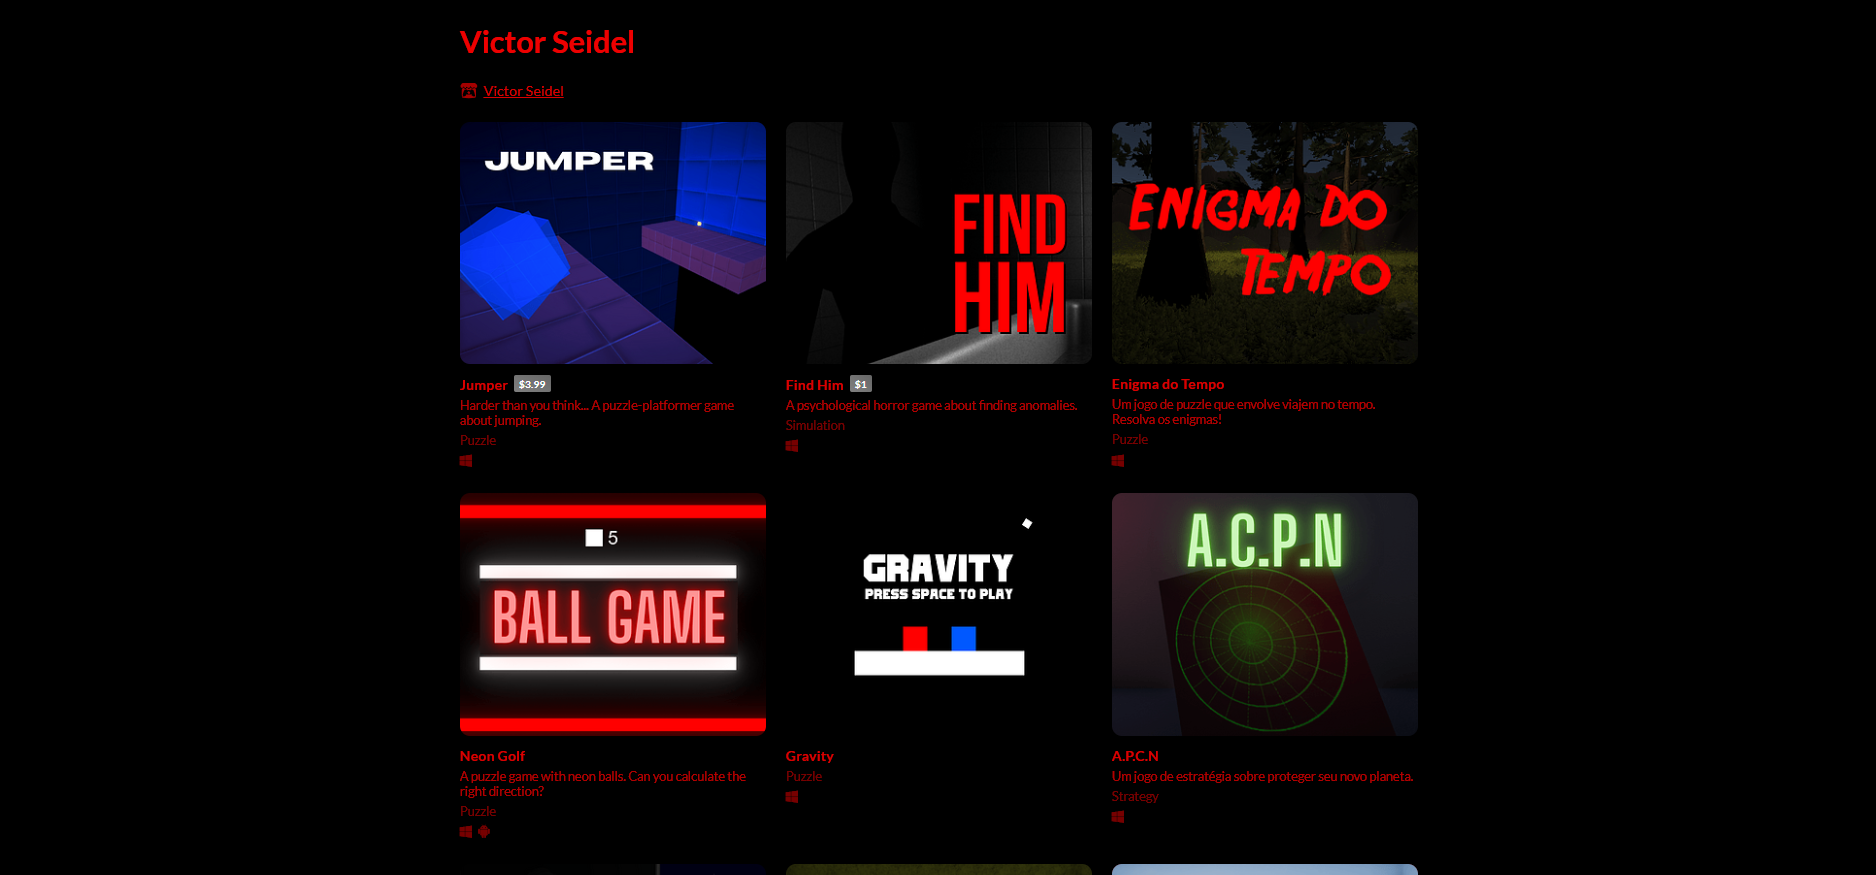 Victor Seidel
Victor Seidel
JUMPER
FIND
HIM
ENIGMA DO
TEMPO
Jumper $3.99
Harder than you think... A puzzle-platformer game
about jumping.
Puzzle
Find Him $1
A psychological horror game about finding anomalies.
Simulation
Enigma do Tempo
Um jogo de puzzle que envolve viajem no tempo.
Resolva os enigmas!
Puzzle
5
BALL GAME
GRAVITY
PRESS SPACE TO PLAY
A.C.P.N
Neon Golf
A puzzle game with neon balls. Can you calculate the
right direction?
Puzzle
Gravity
Puzzle
A.P.C.N
Um jogo de estratégia sobre proteger seu novo planeta.
Strategy